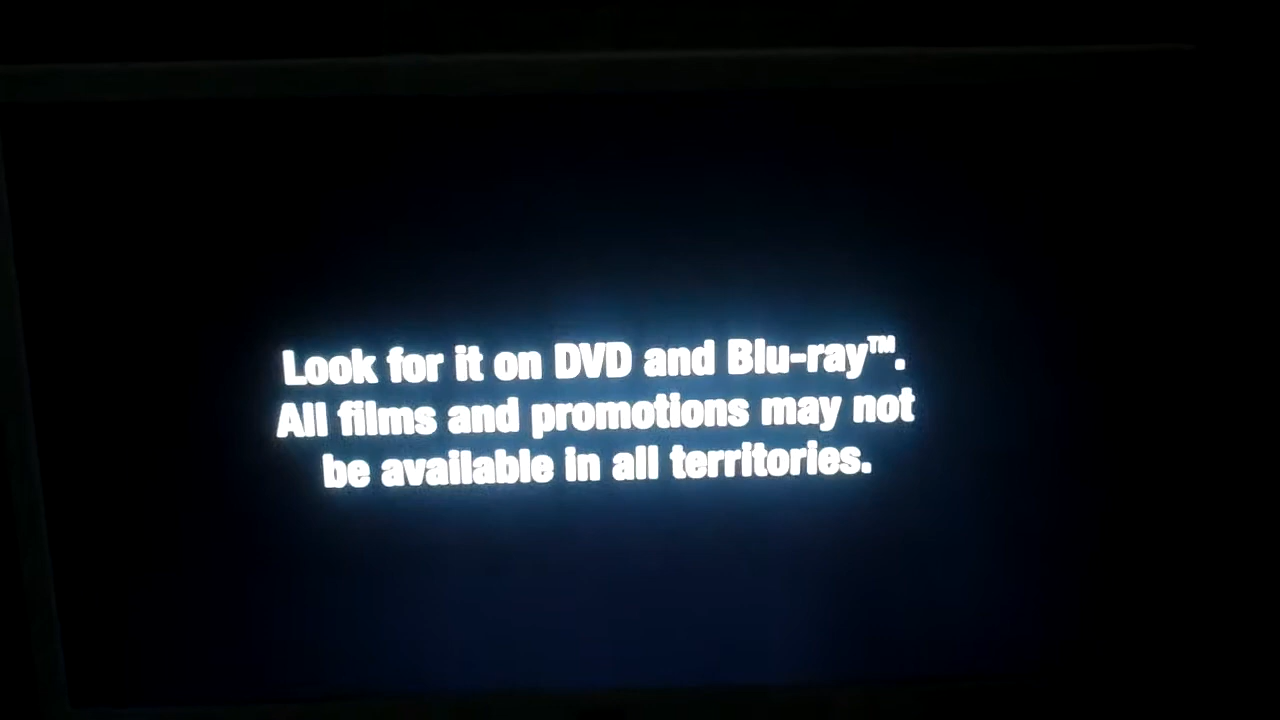 Look for it on DVD and Blu-ray™.
All films and promotions may not
be available in all territories.